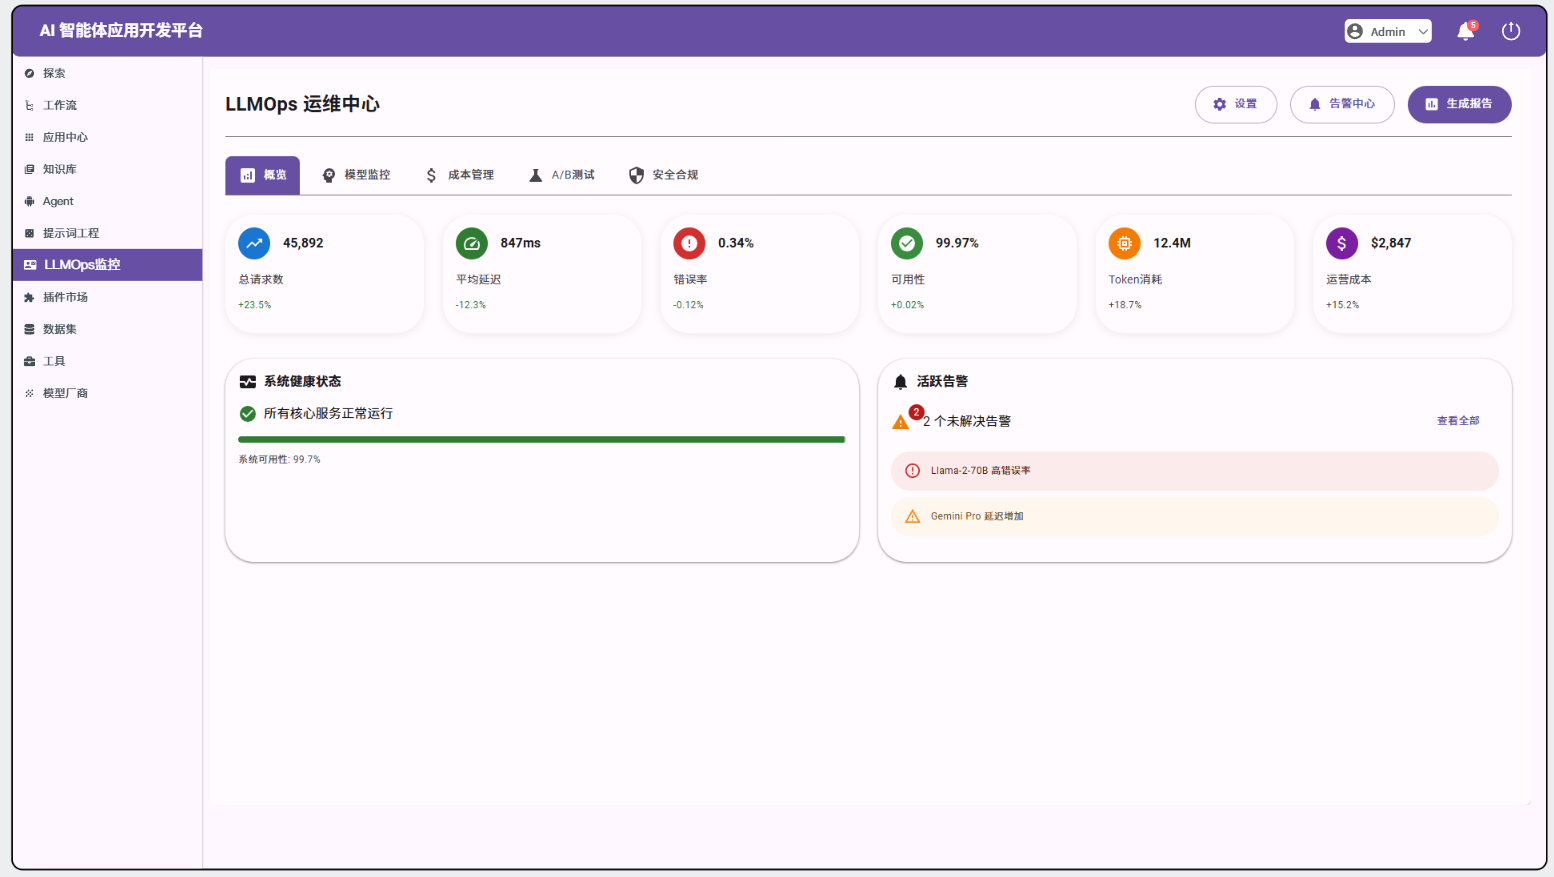 AI 智能体应用开发平台
Admin
5
探索
工作流
应用中心
知识库
Agent
提示词工程
LLMOps监控
插件市场
数据集
工具
模型厂商
LLMOps 运维中心
设置
告警中心
生成报告
概览
模型监控
成本管理
A/B测试
安全合规
45,892
总请求数
+23.5%
847ms
平均延迟
-12.3%
0.34%
错误率
-0.12%
99.97%
可用性
+0.02%
12.4M
Token消耗
+18.7%
$2,847
运营成本
+15.2%
系统健康状态
所有核心服务正常运行
系统可用性: 99.7%
活跃告警
2
2 个未解决告警
查看全部
Llama-2-70B 高错误率
Gemini Pro 延迟增加